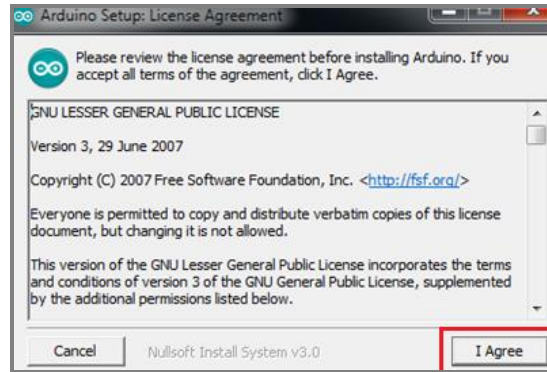 Arduino Setup: License Agreement
Please review the license agreement before installing Arduino. If you
accept all terms of the agreement, click I Agree.
GNU LESSER GENERAL PUBLIC LICENSE
Version 3, 29 June 2007
Copyright (C) 2007 Free Software Foundation, Inc. <http://fsf.org/>
Everyone is permitted to copy and distribute verbatim copies of this license
document, but changing it is not allowed.
This version of the GNU Lesser General Public License incorporates the terms
and conditions of version 3 of the GNU General Public License, supplemented
by the additional permissions listed below.
Cancel
Nullsoft Install System v3.0
I Agree